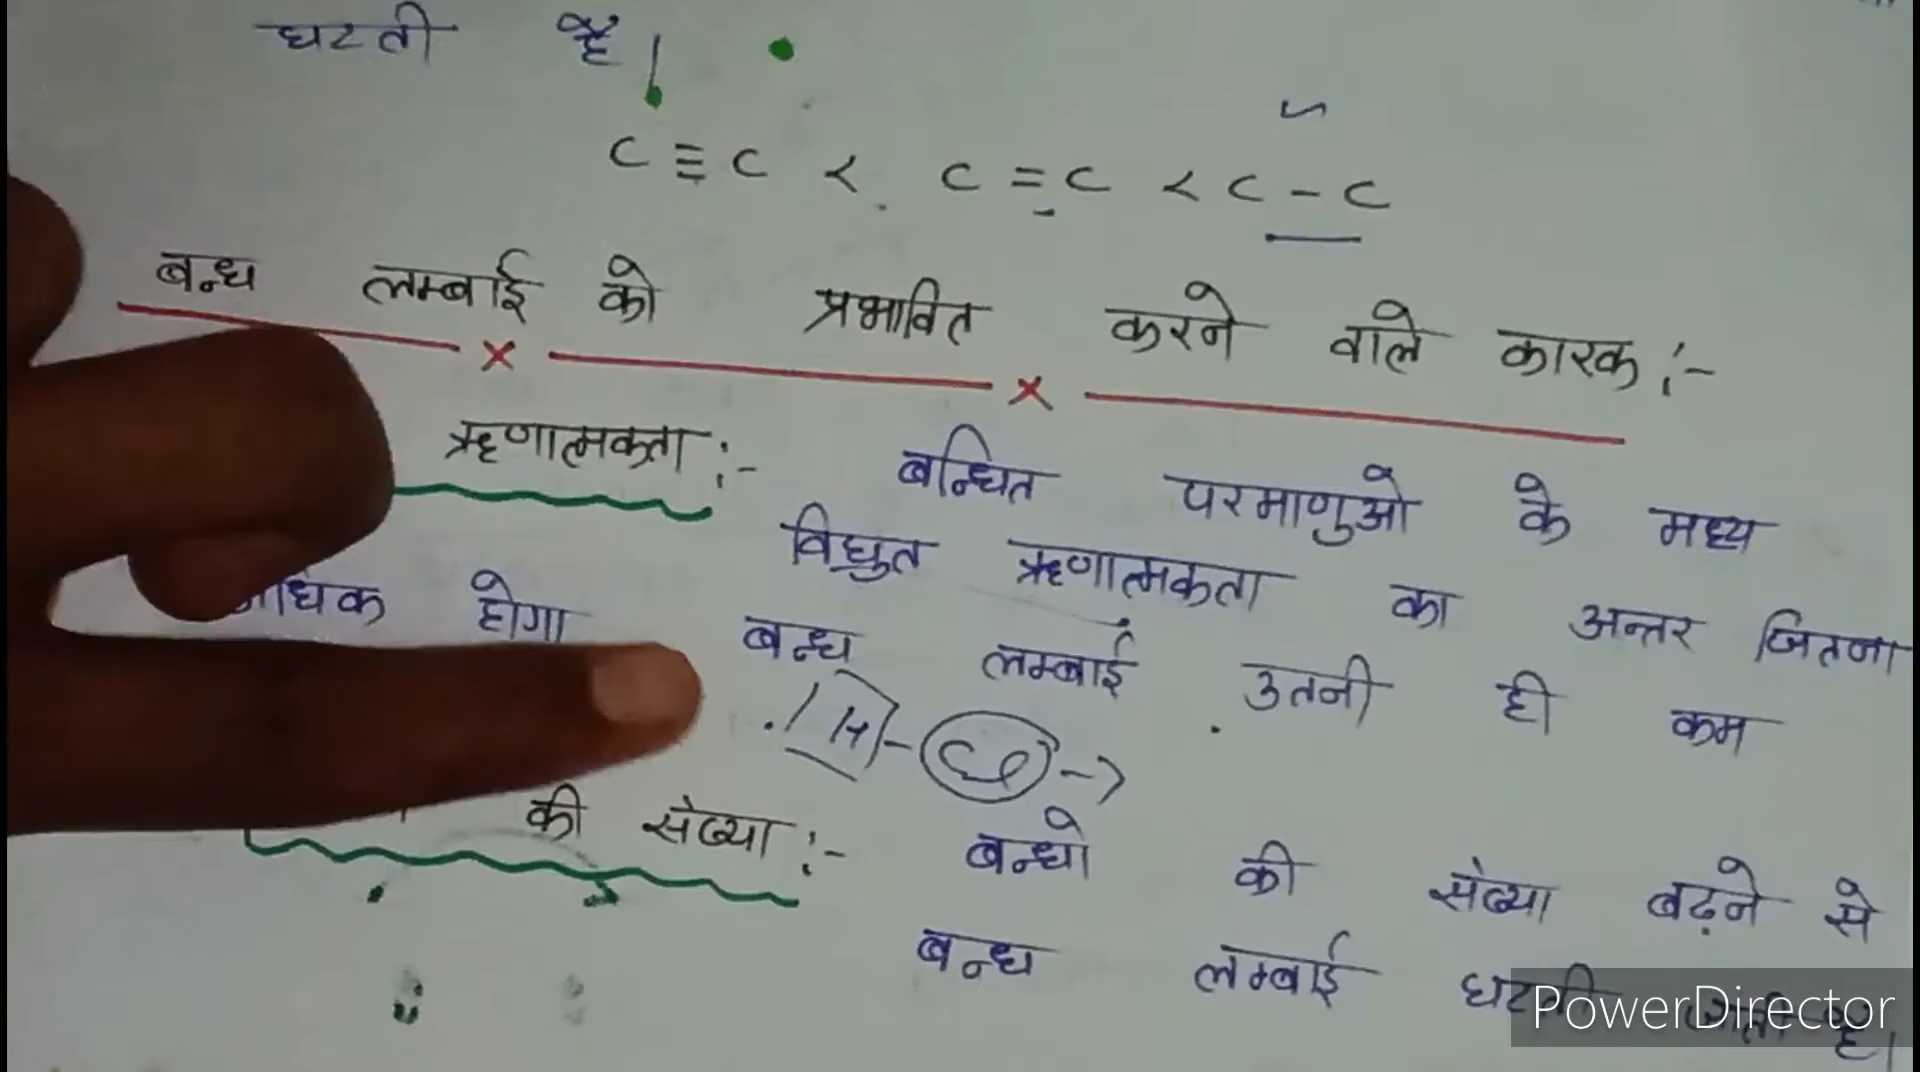 घटती है।
C ≡ C < C = C < C - C
बन्ध लम्बाई को प्रभावित करने वाले कारक :-
ऋणात्मकता :- बन्धित परमाणुओ के मध्य
विधुत ऋणात्मकता का अन्तर जितना
अधिक होगा बन्ध लम्बाई उतनी ही कम
H - Cl ->
की संख्या :- बन्धो की संख्या बढ़ने से
बन्ध लम्बाई घटती जाती है।
PowerDirector